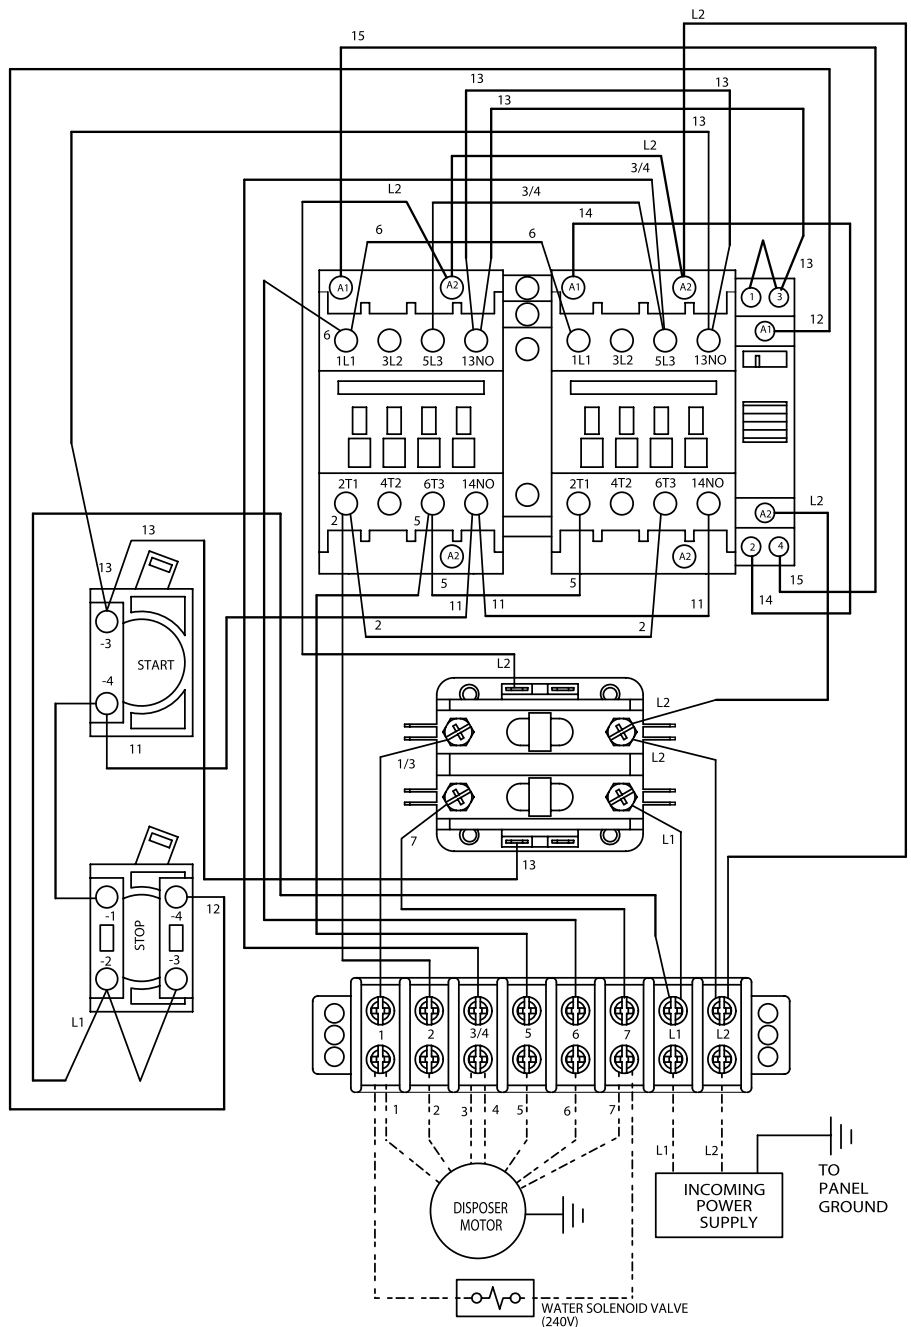 L2
15
13
13
13
L2
3/4
L2
3/4
14
6
6
13
A1
A2
A1
A2
1
3
A1
12
6
1L1
3L2
5L3
13NO
1L1
3L2
5L3
13NO
2T1
4T2
6T3
14NO
2T1
4T2
6T3
14NO
A2
L2
2
5
13
13
A2
A2
2
4
5
5
15
14
11
11
11
2
2
-3
START
-4
L2
L2
11
1/3
L2
7
L1
13
-1
STOP
-4
12
-2
-3
L1
1
2
3/4
5
6
7
L1
L2
1
2
3
4
5
6
7
L1
L2
TO
PANEL
GROUND
INCOMING
POWER
SUPPLY
DISPOSER
MOTOR
WATER SOLENOID VALVE
(240V)